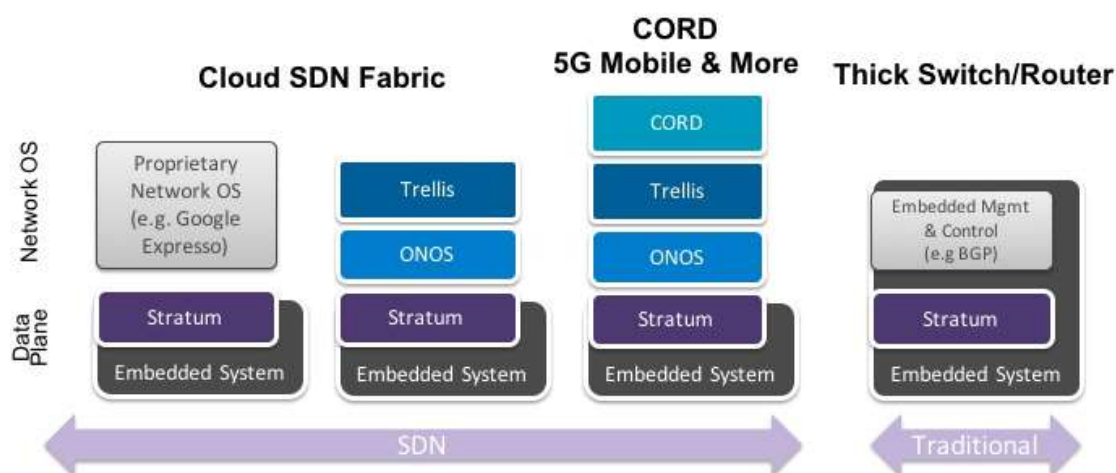 CORD
5G Mobile & More
Cloud SDN Fabric
Thick Switch/Router
Network OS
Proprietary
Network OS
(e.g. Google
Expresso)
Trellis
ONOS
CORD
Trellis
ONOS
Embedded Mgmt
& Control
(e.g BGP)
Data
Plane
Stratum
Embedded System
Stratum
Embedded System
Stratum
Embedded System
Stratum
Embedded System
SDN
Traditional